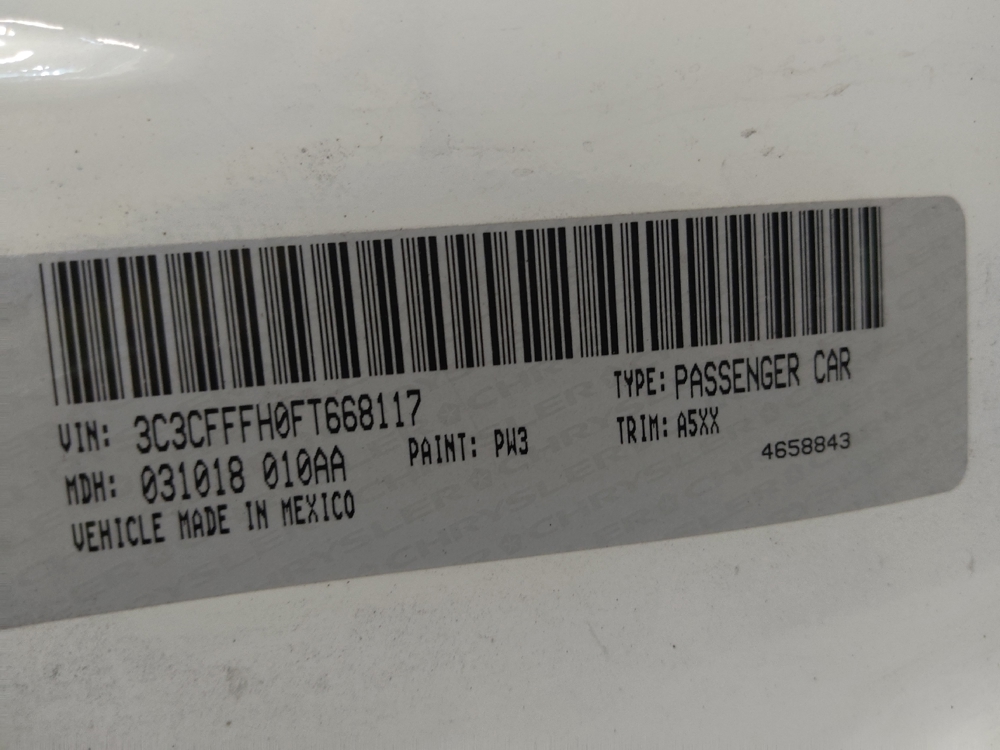 VIN: 3C3CFFFH0FT668117
TYPE: PASSENGER CAR
MDH: 031018 010AA
PAINT: PW3
TRIM: A5XX
VEHICLE MADE IN MEXICO
4658843